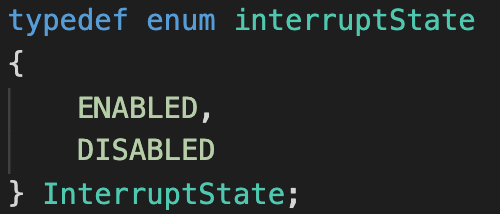 typedef enum interruptState
{
    ENABLED,
    DISABLED
} InterruptState;